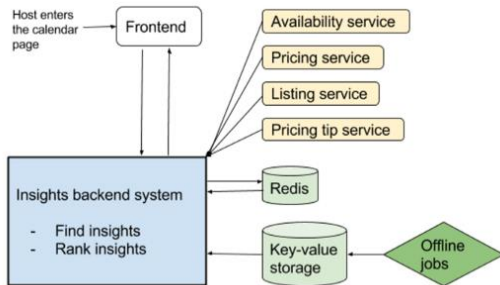 Host enters
the calendar
page
Frontend
Availability service
Pricing service
Listing service
Pricing tip service
Insights backend system
- Find insights
- Rank insights
Redis
Key-value
storage
Offline
jobs